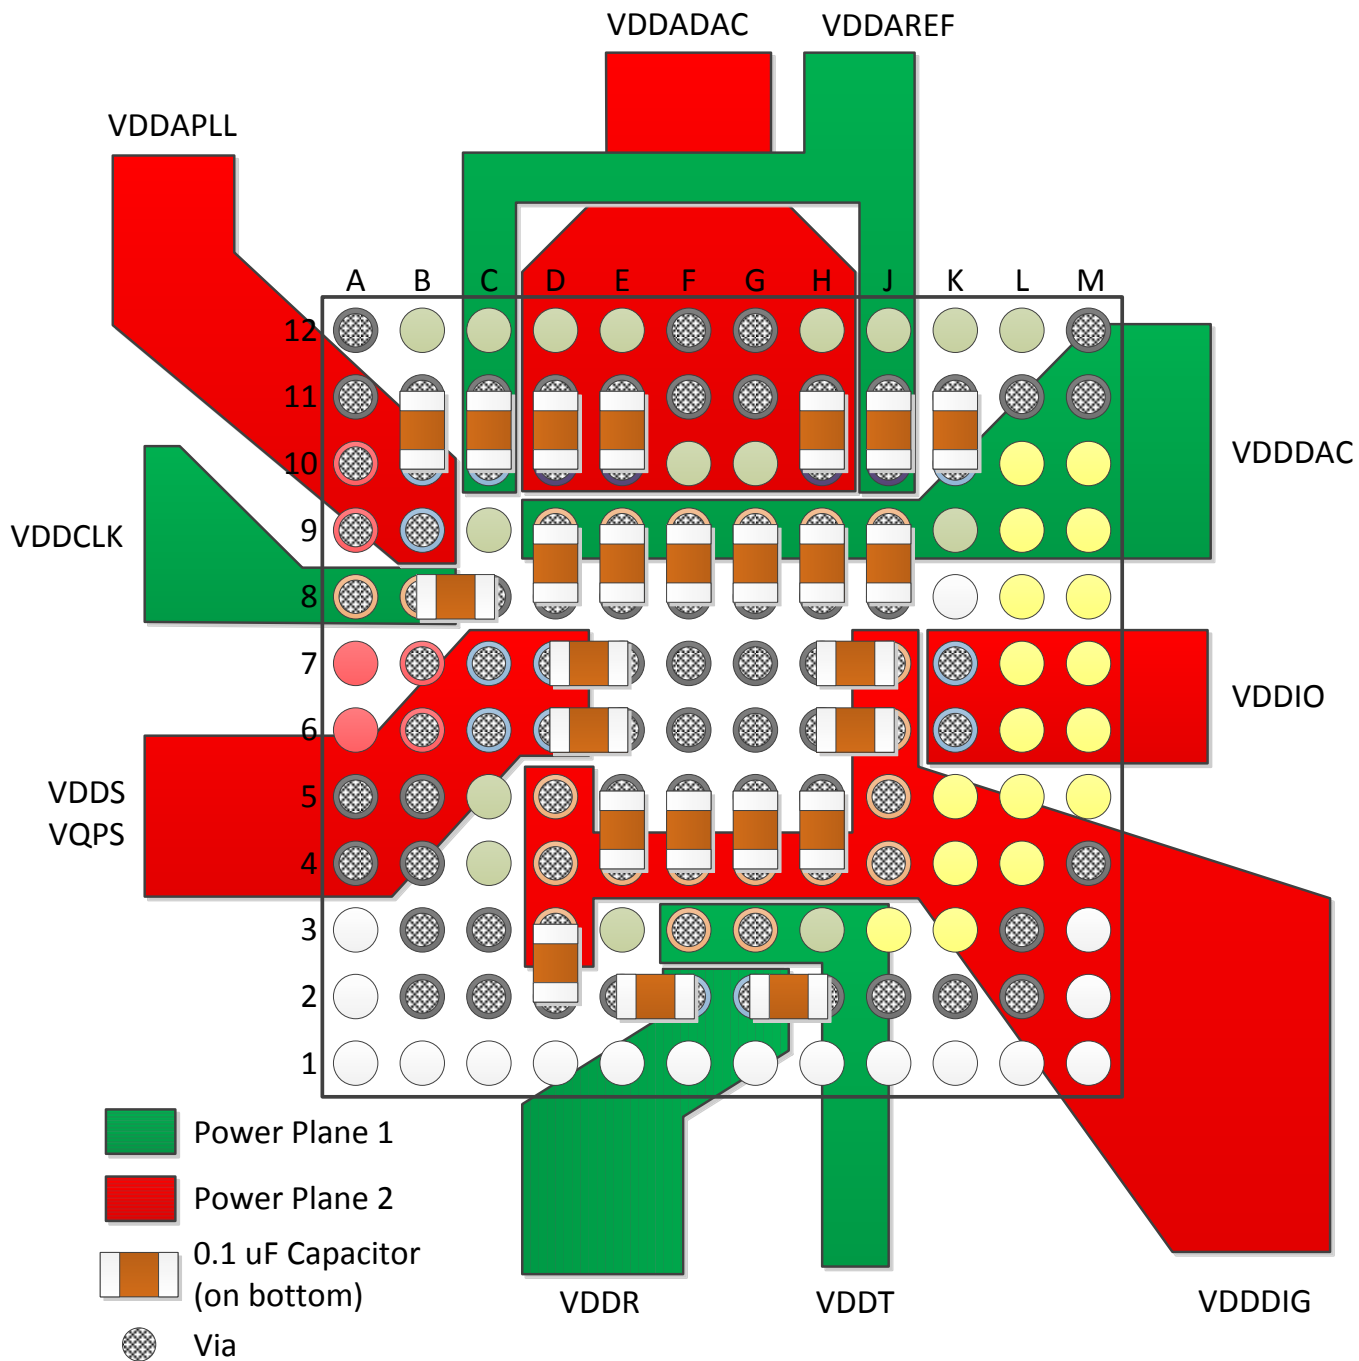 VDDADAC
VDDAREF
VDDAPLL
A B C D E F G H J K L M
12
11
10
VDDDAC
9
VDDCLK
8
7
VDDIO
6
VDDS
VQPS
5
4
3
2
1
Power Plane 1
Power Plane 2
0.1 uF Capacitor
(on bottom)
VDDR
VDDT
VDDDIG
Via